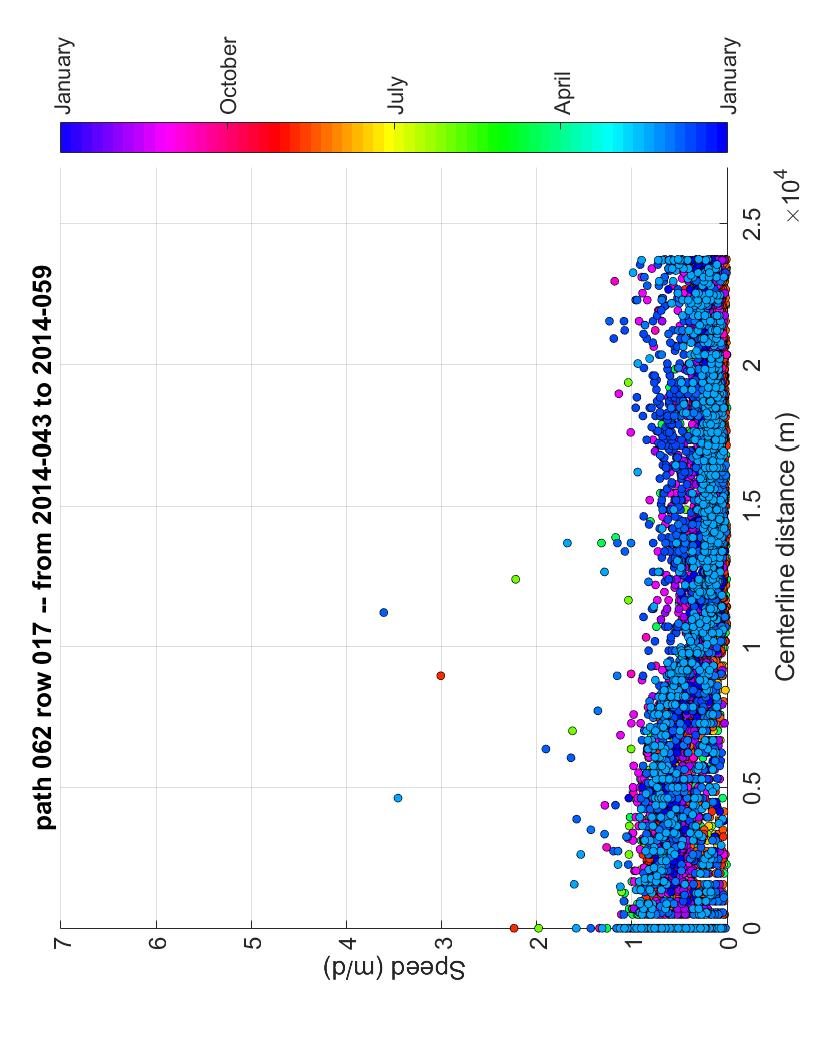 path 062 row 017 -- from 2014-043 to 2014-059
7
6
5
4
3
2
1
0
Speed (m/d)
0 0.5 1 1.5 2 2.5
×10^4
Centerline distance (m)
January
October
July
April
January